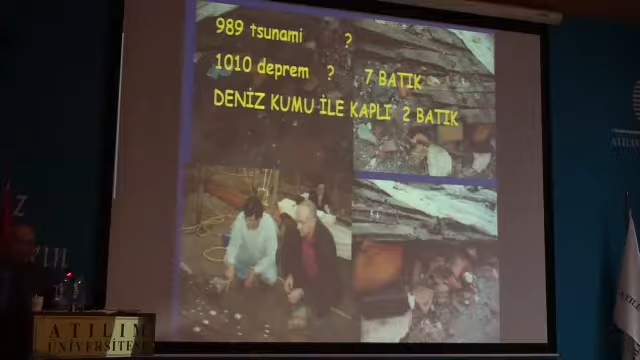 989 tsunami ?
1010 deprem ? 7 BATIK
DENİZ KUMU İLE KAPLI 2 BATIK
ATILIM
ÜNİVERSİTESİ